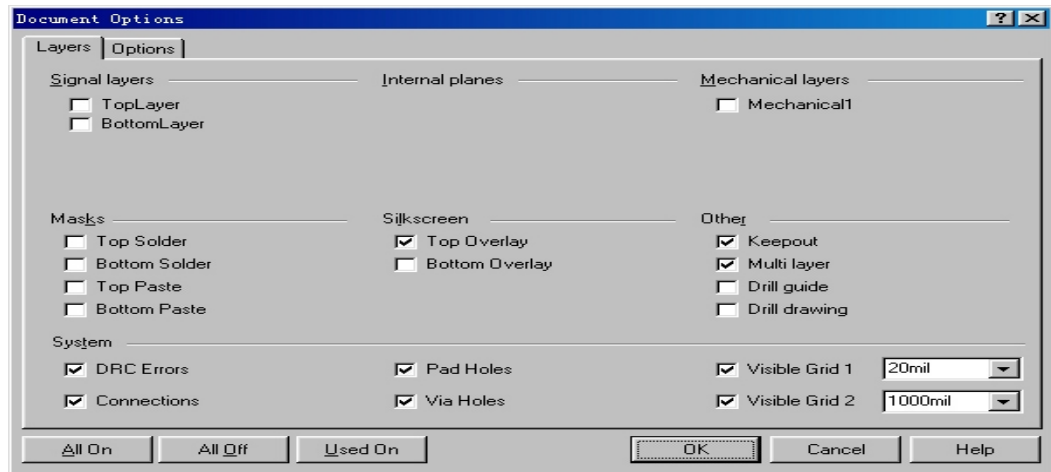 Document Options
Layers Options
Signal layers Internal planes Mechanical layers
TopLayer Mechanical1
BottomLayer
Masks Silkscreen Other
Top Solder Top Overlay Keepout
Bottom Solder Bottom Overlay Multi layer
Top Paste Drill guide
Bottom Paste Drill drawing
System
DRC Errors Pad Holes Visible Grid 1 20mil
Connections Via Holes Visible Grid 2 1000mil
All On All Off Used On OK Cancel Help